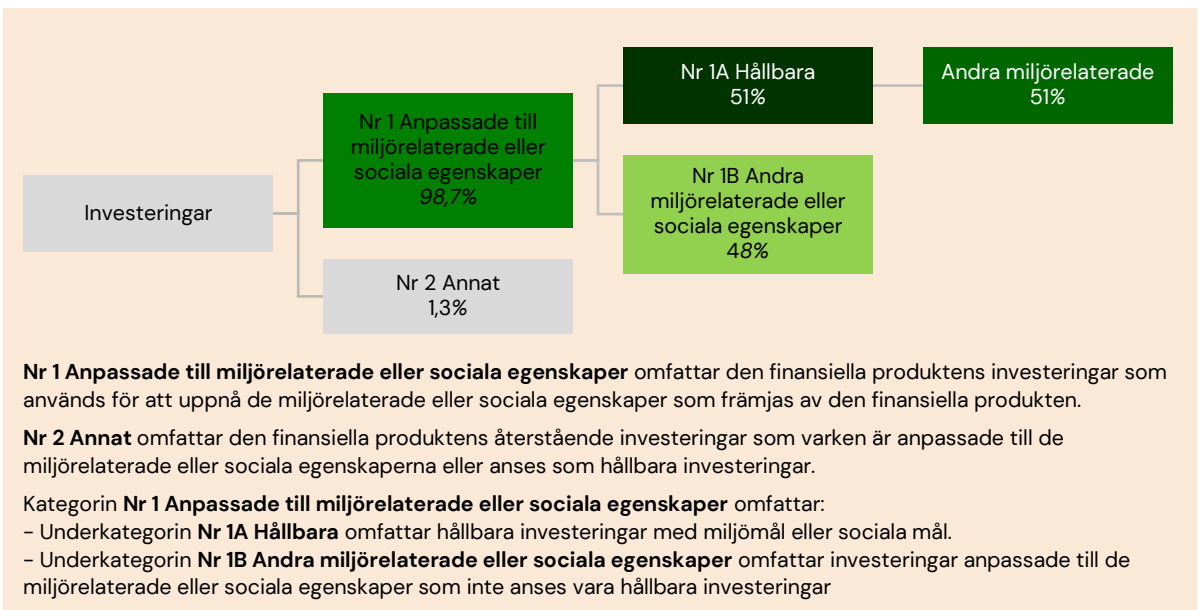 Investeringar
Nr 1 Anpassade till
miljörelaterade eller
sociala egenskaper
98,7%
Nr 2 Annat
1,3%
Nr 1A Hållbara
51%
Nr 1B Andra
miljörelaterade eller
sociala egenskaper
48%
Andra miljörelaterade
51%
Nr 1 Anpassade till miljörelaterade eller sociala egenskaper omfattar den finansiella produktens investeringar som
används för att uppnå de miljörelaterade eller sociala egenskaper som främjas av den finansiella produkten.
Nr 2 Annat omfattar den finansiella produktens återstående investeringar som varken är anpassade till de
miljörelaterade eller sociala egenskaperna eller anses som hållbara investeringar.
Kategorin Nr 1 Anpassade till miljörelaterade eller sociala egenskaper omfattar:
– Underkategorin Nr 1A Hållbara omfattar hållbara investeringar med miljömål eller sociala mål.
– Underkategorin Nr 1B Andra miljörelaterade eller sociala egenskaper omfattar investeringar anpassade till de
miljörelaterade eller sociala egenskaper som inte anses vara hållbara investeringar